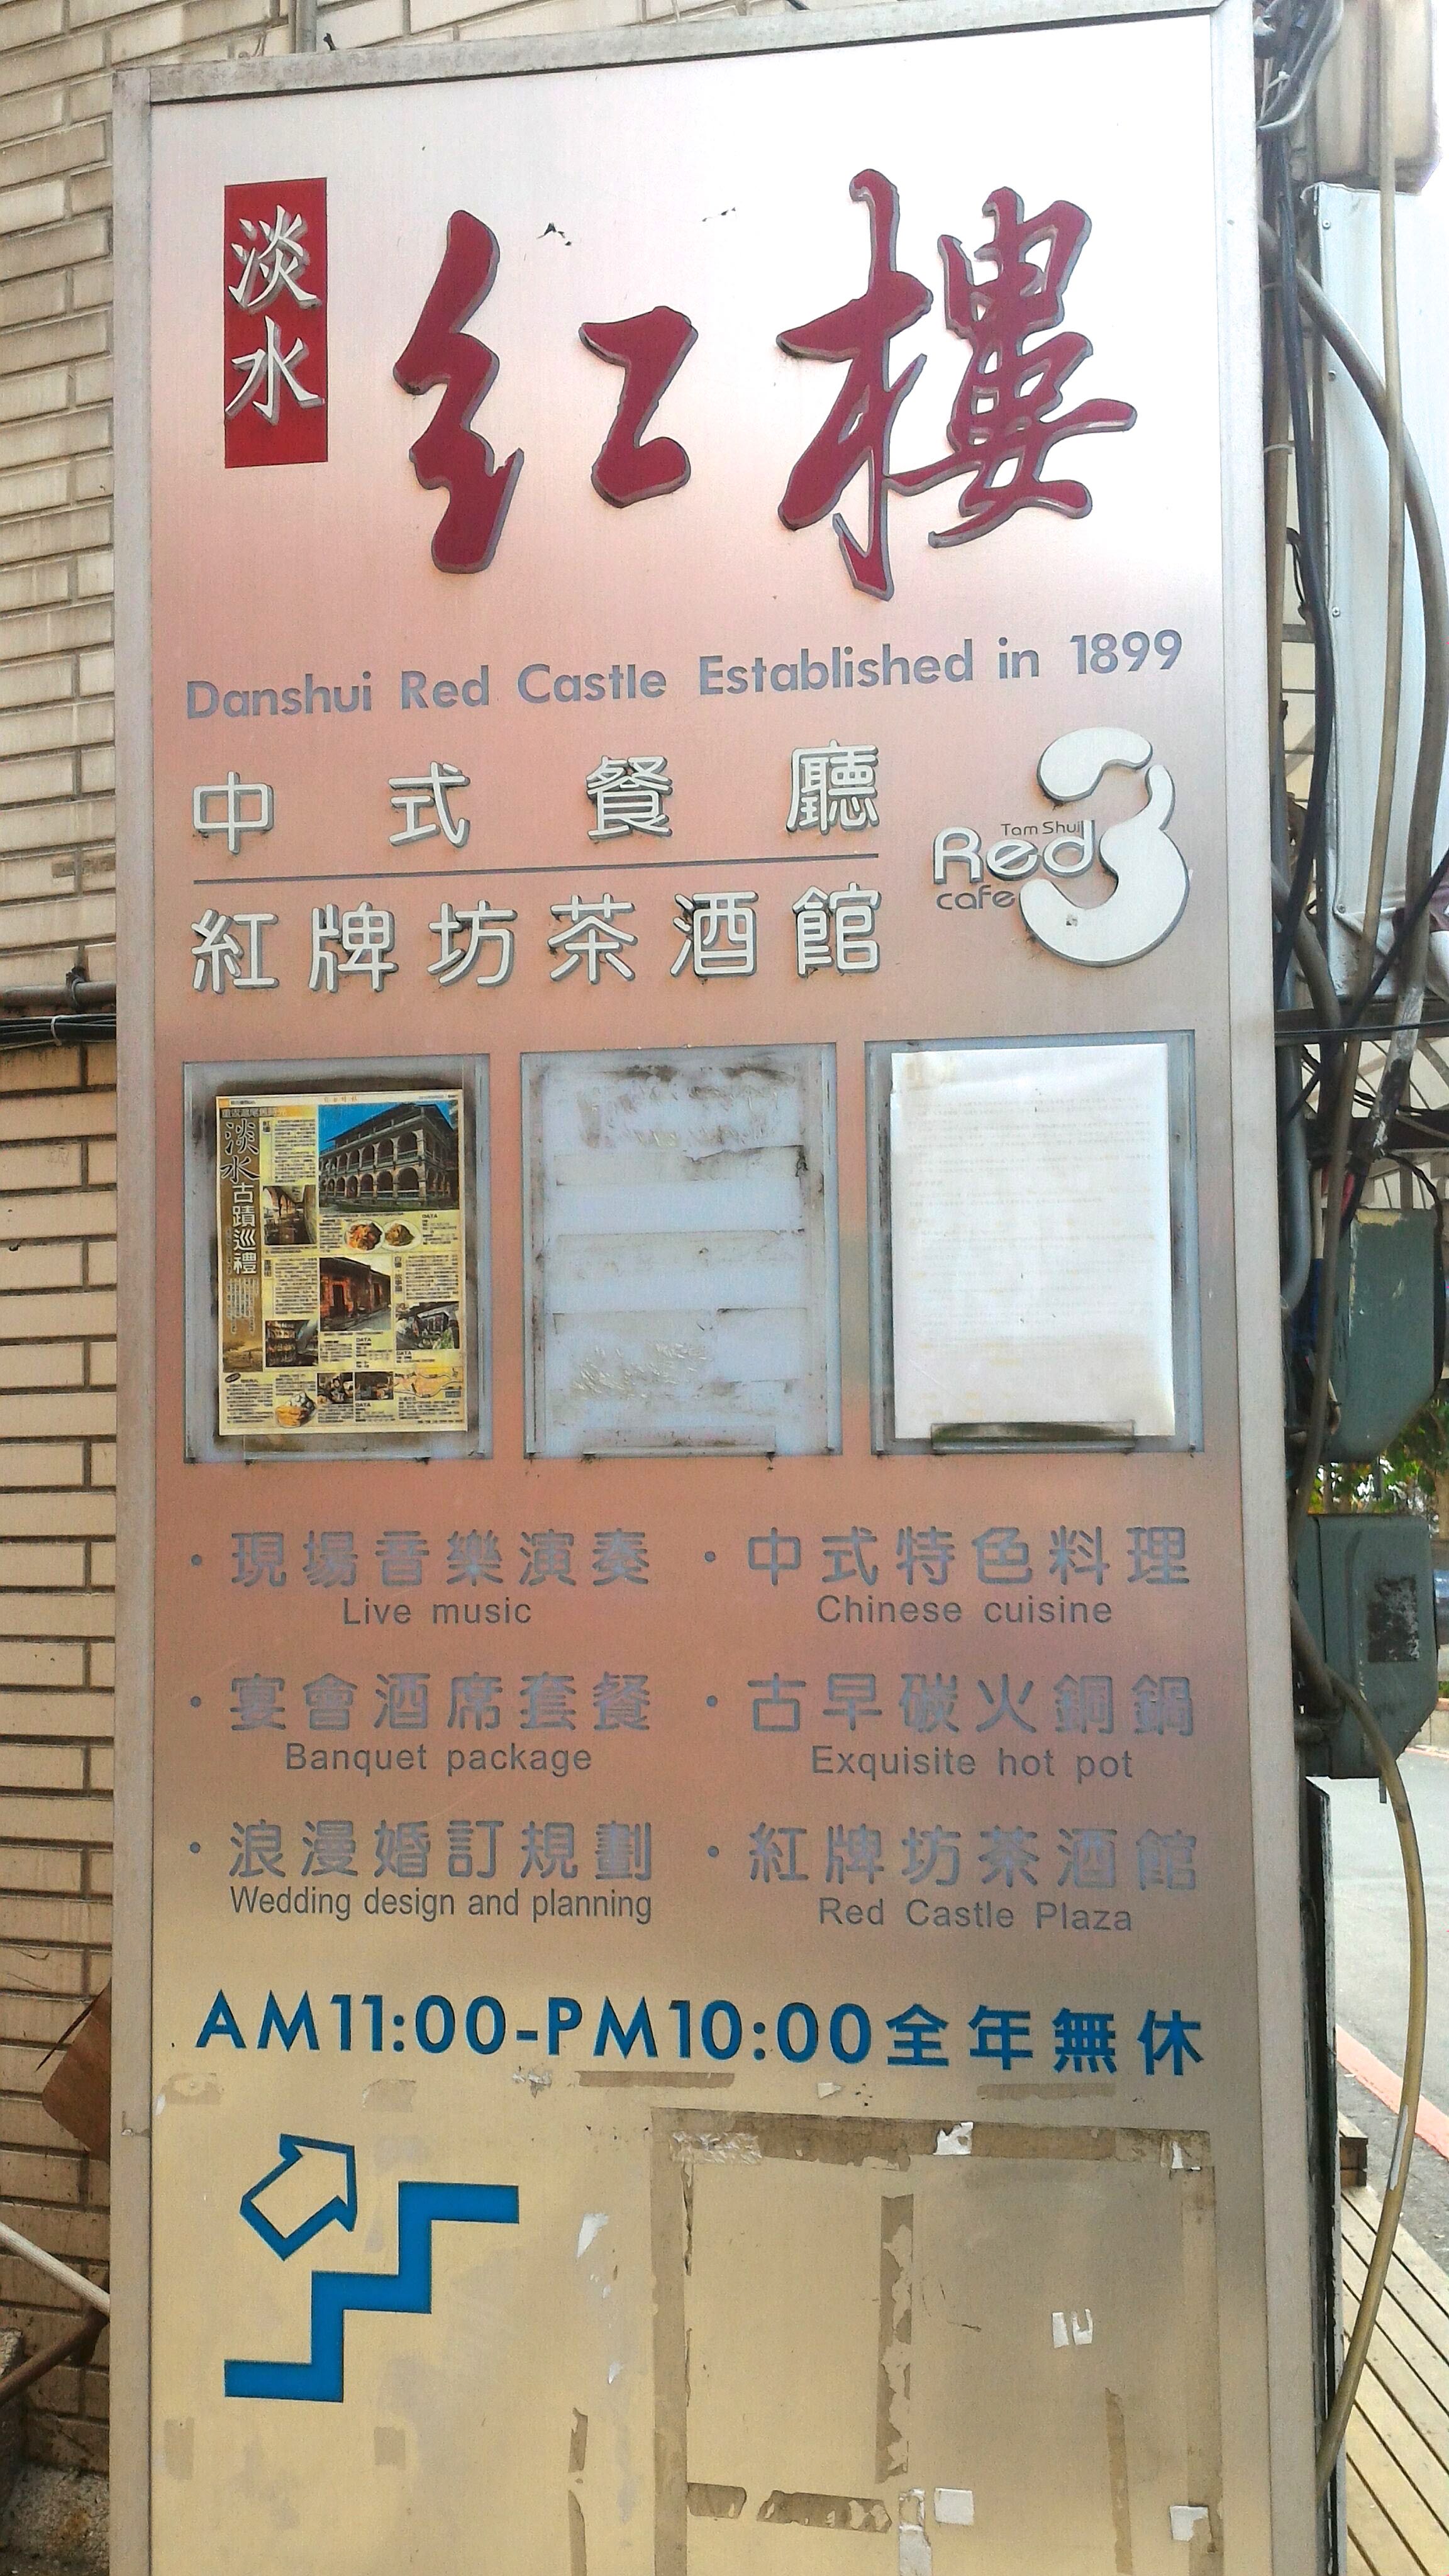 淡水
紅樓
Danshui Red Castle Established in 1899
中式餐廳
紅牌坊茶酒館
Tam Shui
Red 3
cafe
淡水古蹟巡禮
・現場音樂演奏
Live music
・中式特色料理
Chinese cuisine
・宴會酒席套餐
Banquet package
・古早碳火銅鍋
Exquisite hot pot
・浪漫婚訂規劃
Wedding design and planning
・紅牌坊茶酒館
Red Castle Plaza
AM11:00-PM10:00全年無休